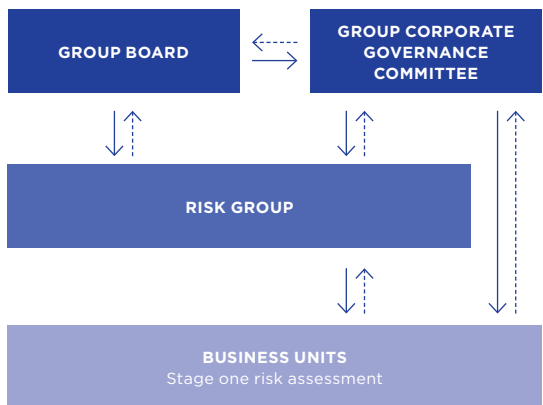 GROUP BOARD
GROUP CORPORATE
GOVERNANCE
COMMITTEE
RISK GROUP
BUSINESS UNITS
Stage one risk assessment